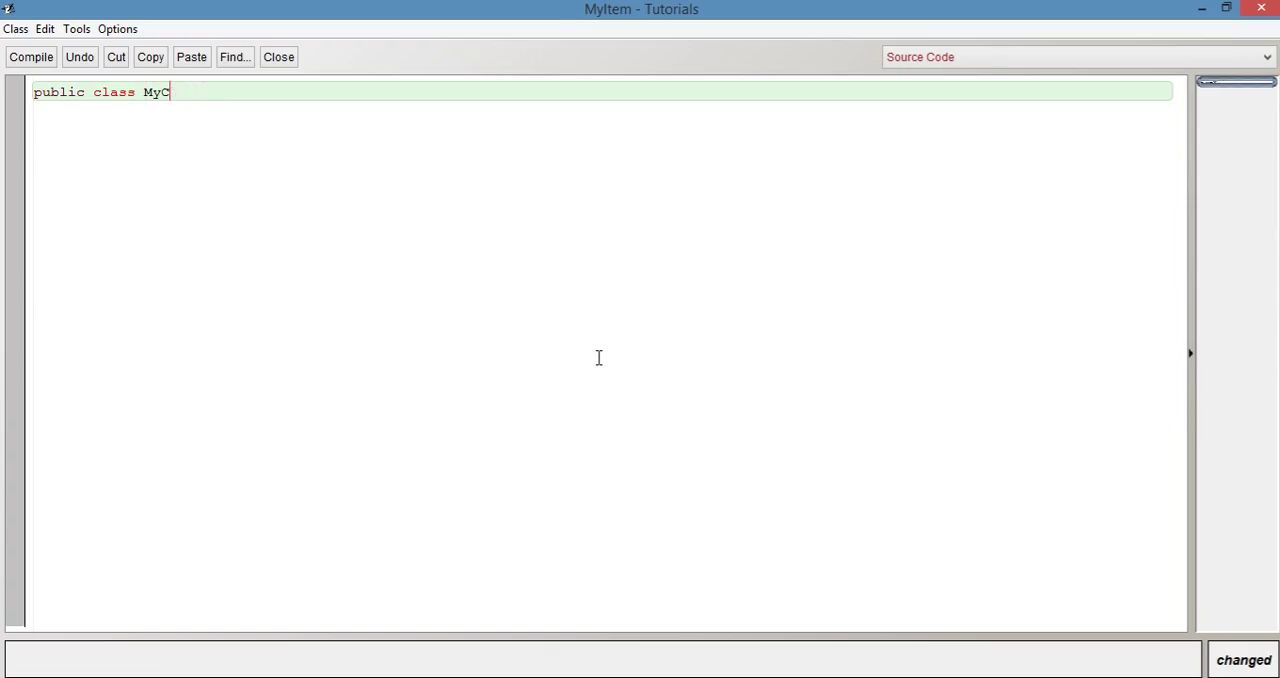 MyItem - Tutorials
Class Edit Tools Options
Compile Undo Cut Copy Paste Find... Close Source Code
public class MyC
changed